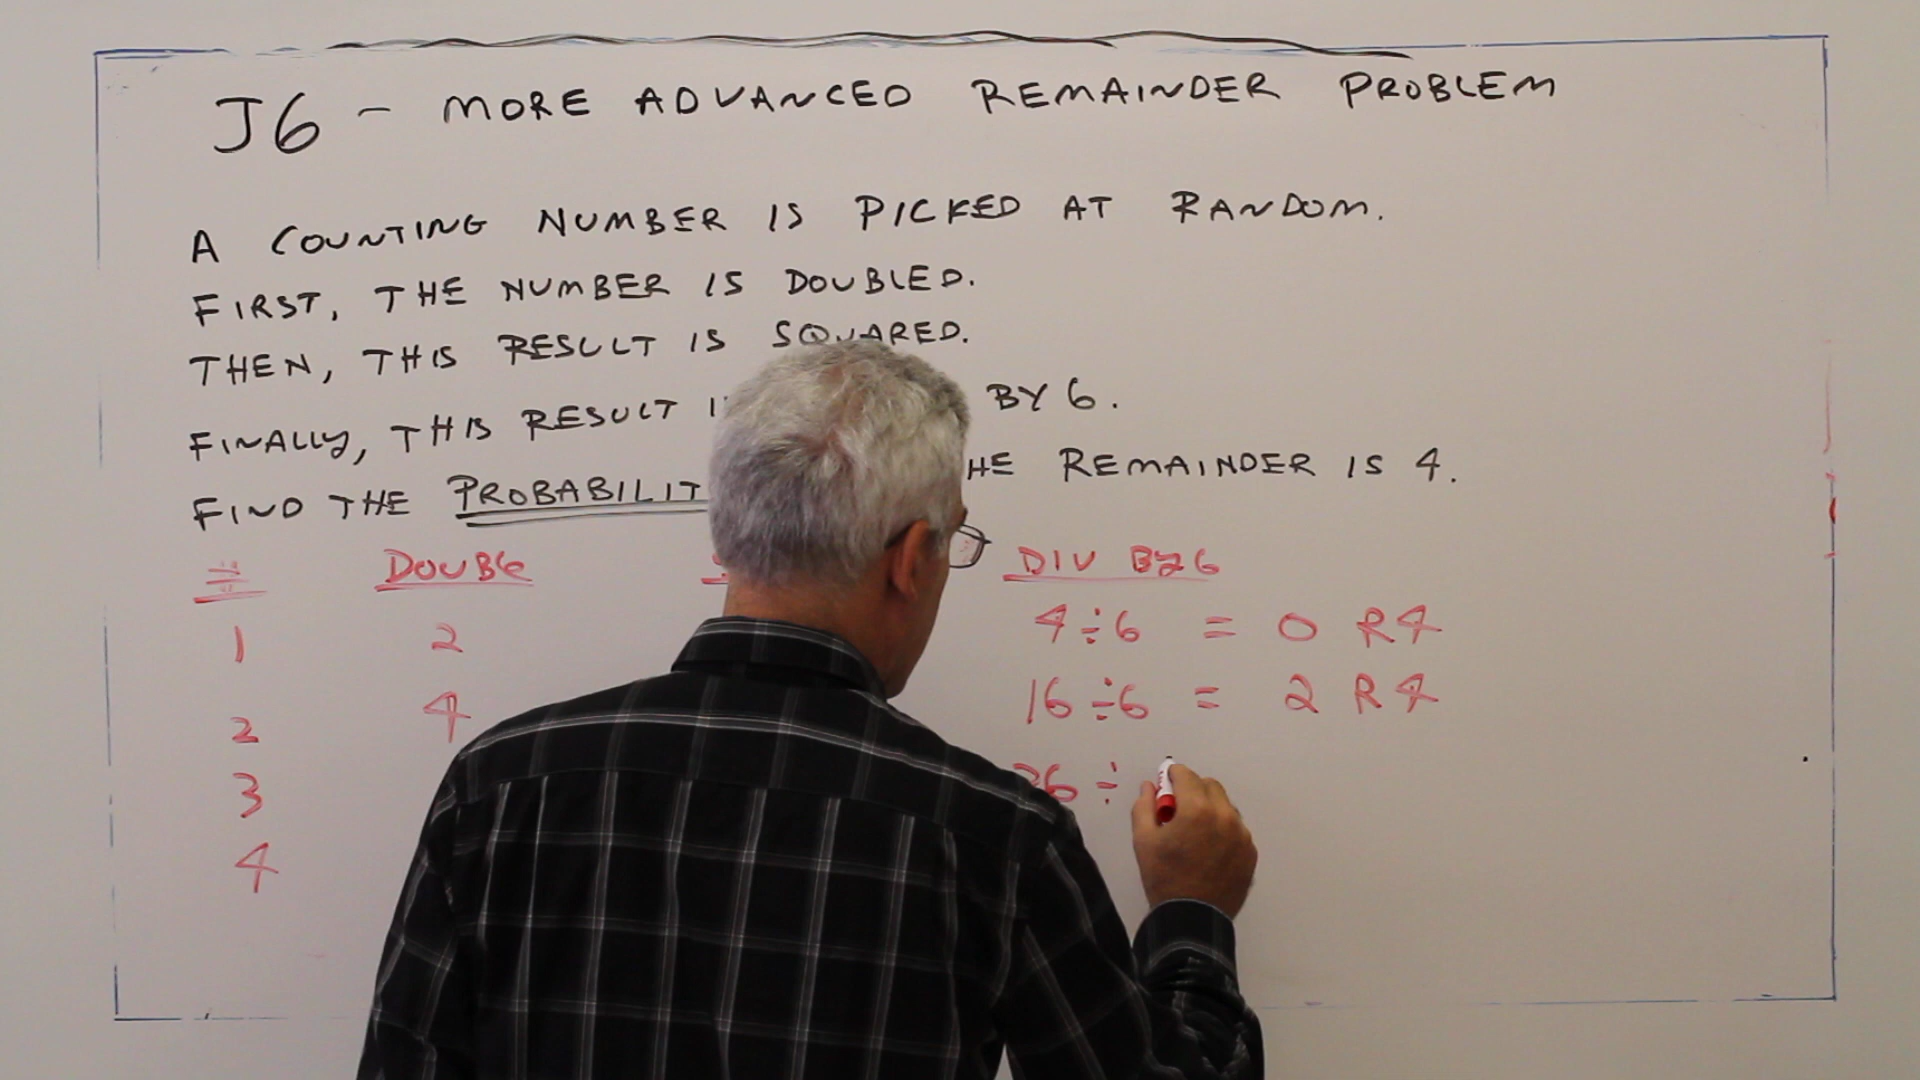 J6 - MORE ADVANCED REMAINDER PROBLEM
A COUNTING NUMBER IS PICKED AT RANDOM.
FIRST, THE NUMBER IS DOUBLED.
THEN, THIS RESULT IS SQUARED.
FINALLY, THIS RESULT BY 6.
FIND THE PROBABILIT HE REMAINDER IS 4.
# DOUBLE DIV BY 6
1 2 4÷6 = 0 R4
2 4 16÷6 = 2 R4
3 36÷
4